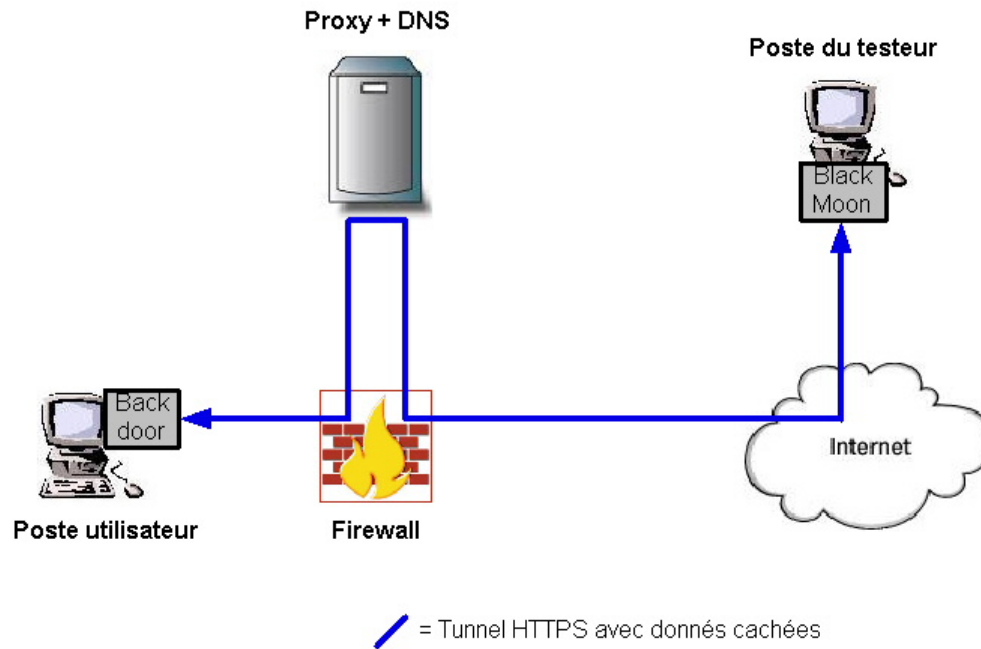 Proxy + DNS
Poste du testeur
Black
Moon
Back
door
Internet
Poste utilisateur
Firewall
= Tunnel HTTPS avec donnés cachées